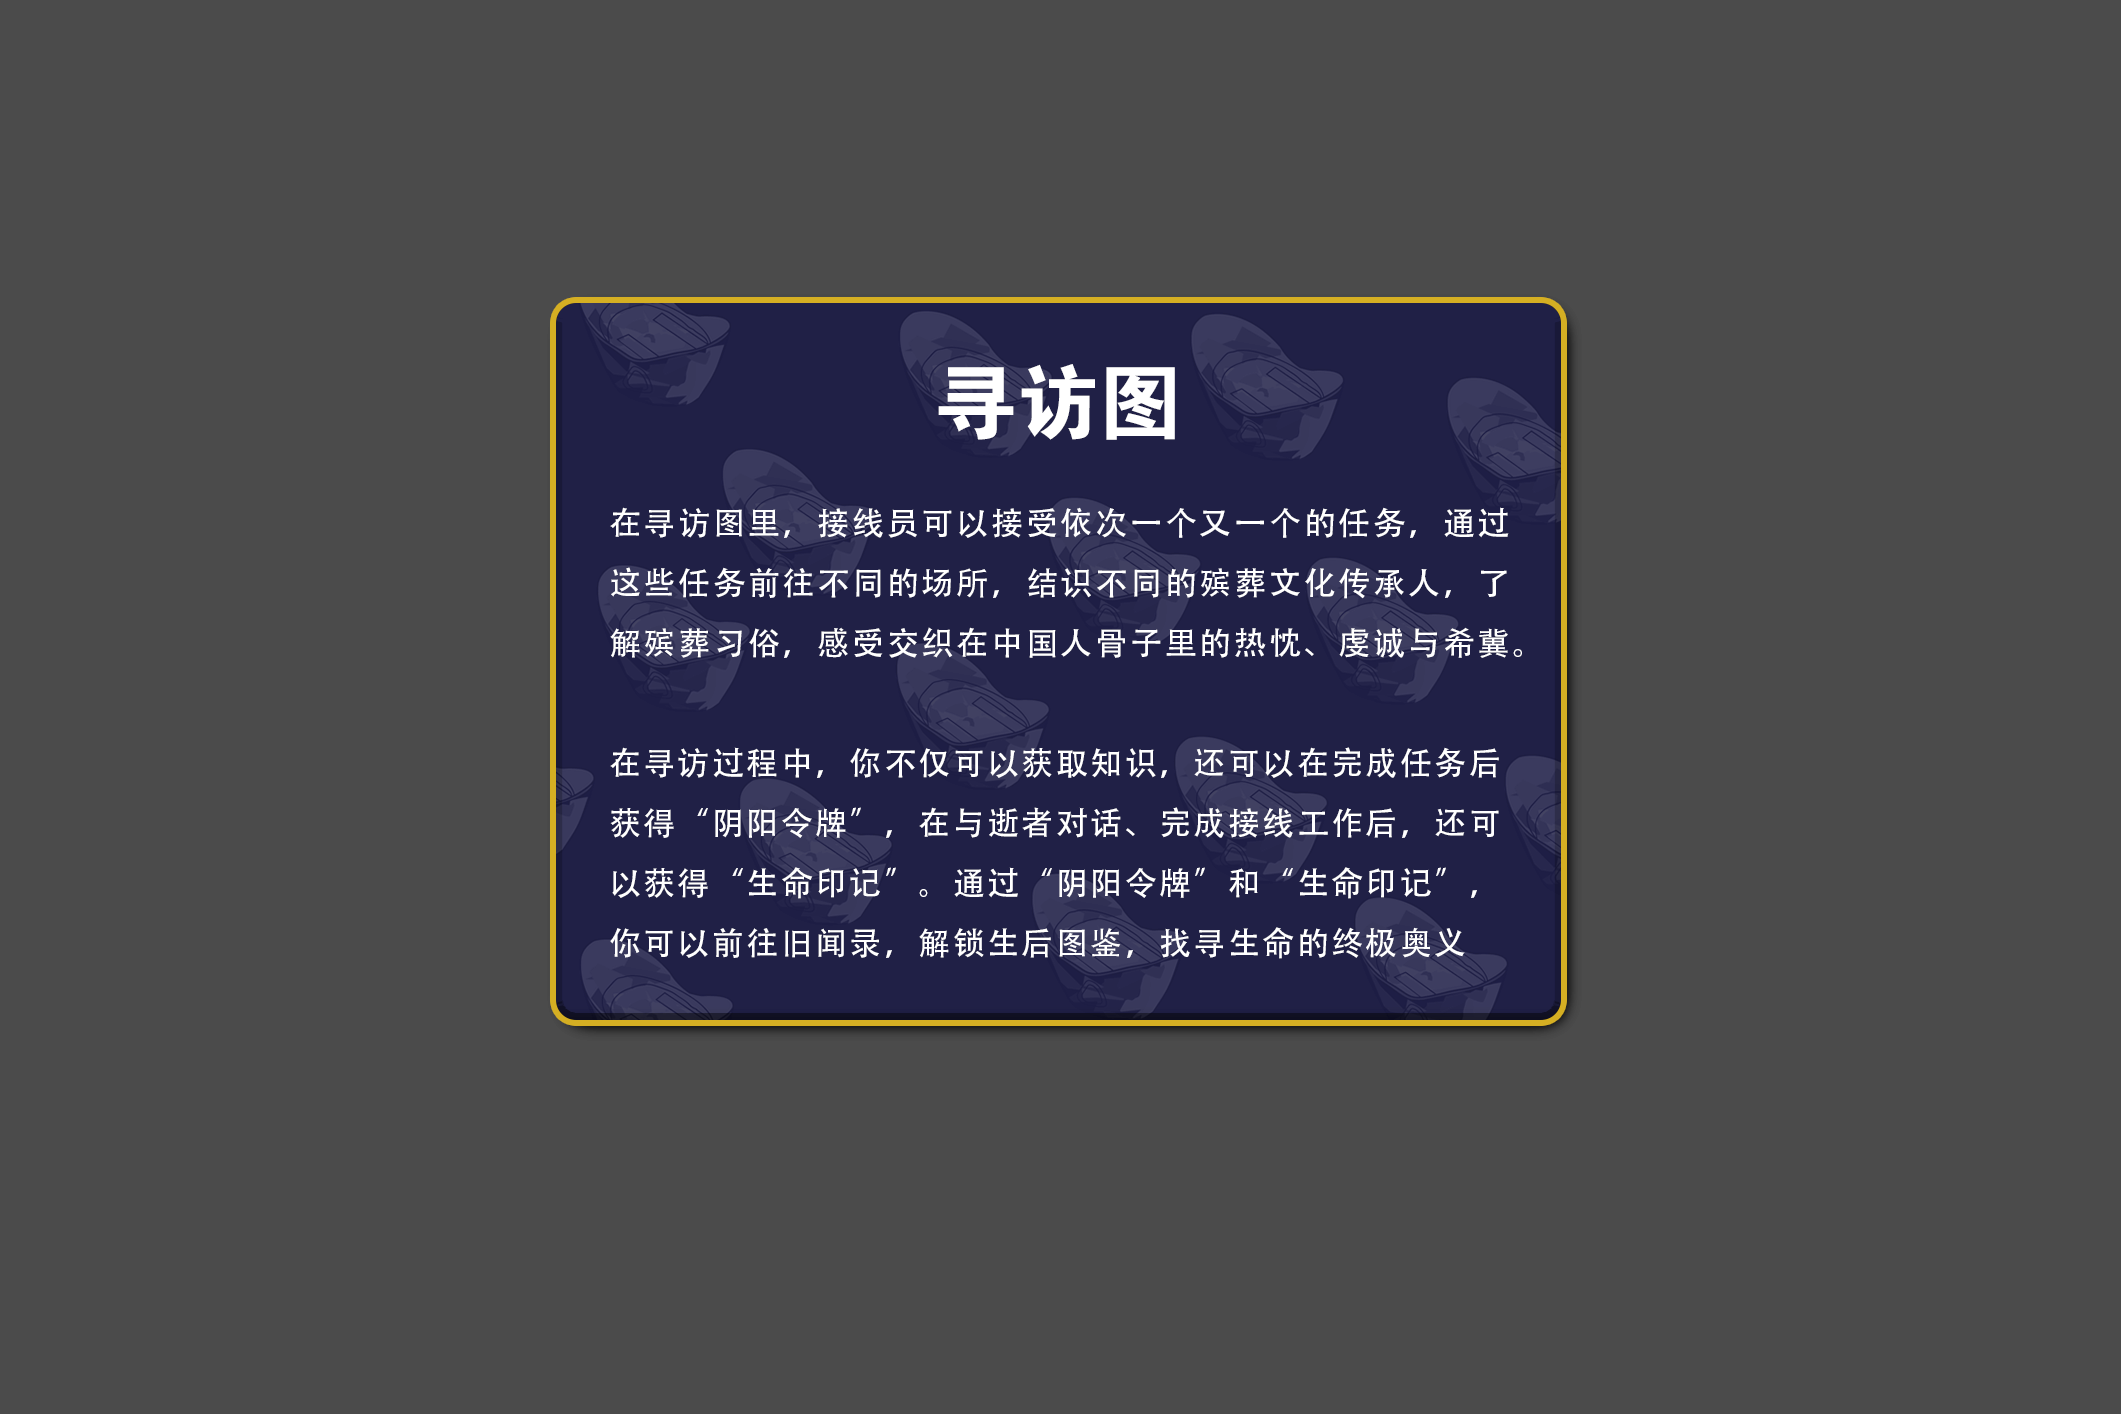 寻访图
在寻访图里，接线员可以接受依次一个又一个的任务，通过
这些任务前往不同的场所，结识不同的殡葬文化传承人，了
解殡葬习俗，感受交织在中国人骨子里的热忱、虔诚与希冀。
在寻访过程中，你不仅可以获取知识，还可以在完成任务后
获得“阴阳令牌”，在与逝者对话、完成接线工作后，还可
以获得“生命印记”。通过“阴阳令牌”和“生命印记”，
你可以前往旧闻录，解锁生后图鉴，找寻生命的终极奥义